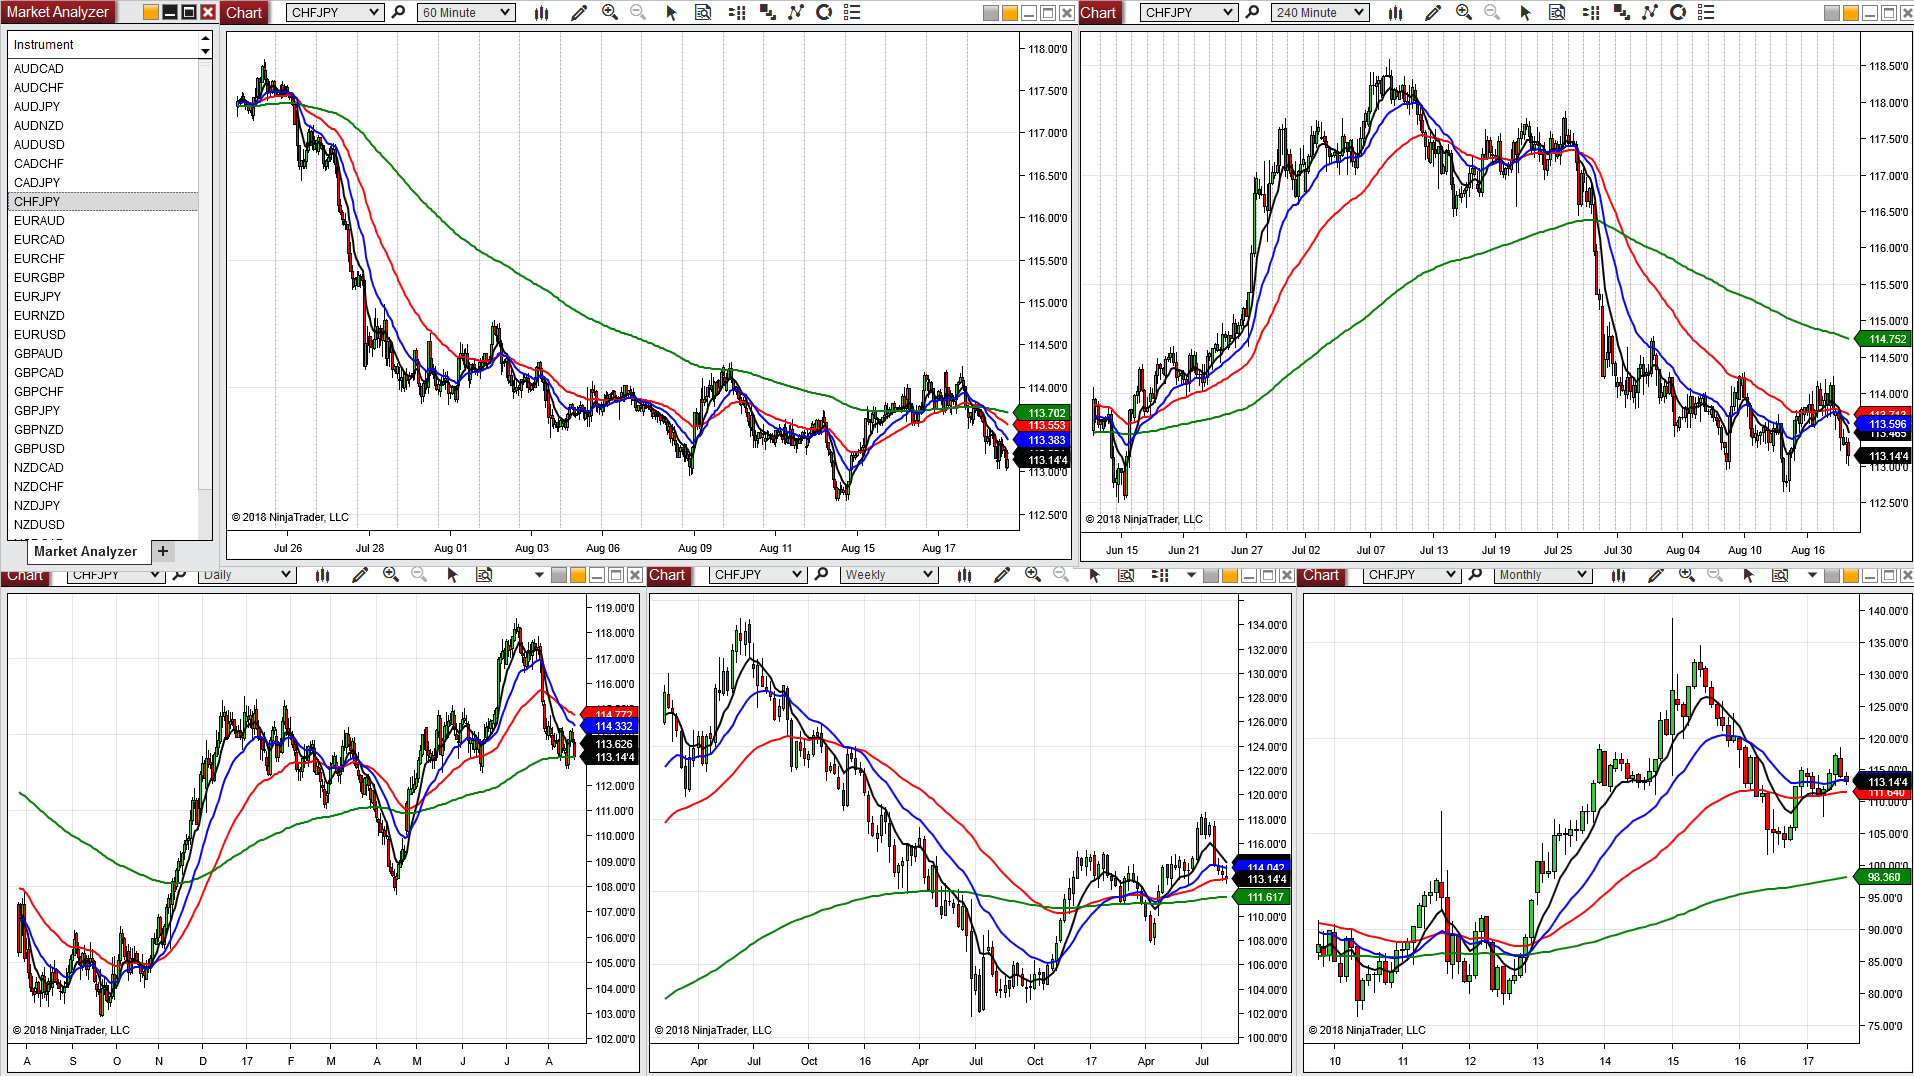 Market Analyzer
Instrument
AUDCAD
AUDCHF
AUDJPY
AUDNZD
AUDUSD
CADCHF
CADJPY
CHFJPY
EURAUD
EURCAD
EURCHF
EURGBP
EURJPY
EURNZD
EURUSD
GBPAUD
GBPCAD
GBPCHF
GBPJPY
GBPNZD
GBPUSD
NZDCAD
NZDCHF
NZDJPY
NZDUSD
Market Analyzer +
Chart CHFJPY 60 Minute
118.00'0
117.50'0
117.00'0
116.50'0
116.00'0
115.50'0
115.00'0
114.50'0
114.00'0
113.702
113.553
113.383
113.14'4
113.00'0
112.50'0
© 2018 NinjaTrader, LLC
Jul 26 Jul 28 Aug 01 Aug 03 Aug 06 Aug 09 Aug 11 Aug 15 Aug 17
Chart CHFJPY 240 Minute
118.50'0
118.00'0
117.50'0
117.00'0
116.50'0
116.00'0
115.50'0
115.00'0
114.752
114.50'0
114.00'0
113.596
113.14'4
113.00'0
112.50'0
© 2018 NinjaTrader, LLC
Jun 15 Jun 21 Jun 27 Jul 02 Jul 07 Jul 13 Jul 19 Jul 25 Jul 30 Aug 04 Aug 10 Aug 16
Chart CHFJPY Daily
119.00'0
118.00'0
117.00'0
116.00'0
114.772
114.332
113.626
113.14'4
112.00'0
111.00'0
110.00'0
109.00'0
108.00'0
107.00'0
106.00'0
105.00'0
104.00'0
103.00'0
102.00'0
© 2018 NinjaTrader, LLC
A S O N D 17 F M A M J J A
Chart CHFJPY Weekly
134.00'0
130.00'0
128.00'0
126.00'0
124.00'0
122.00'0
120.00'0
118.00'0
116.00'0
114.042
113.14'4
111.617
110.00'0
108.00'0
106.00'0
104.00'0
100.00'0
© 2018 NinjaTrader, LLC
Apr Jul Oct 16 Apr Jul Oct 17 Apr Jul
Chart CHFJPY Monthly
140.00'0
135.00'0
130.00'0
125.00'0
120.00'0
115.00'0
113.14'4
111.640
110.00'0
105.00'0
100.00'0
98.360
95.00'0
90.00'0
85.00'0
80.00'0
75.00'0
© 2018 NinjaTrader, LLC
10 11 12 13 14 15 16 17